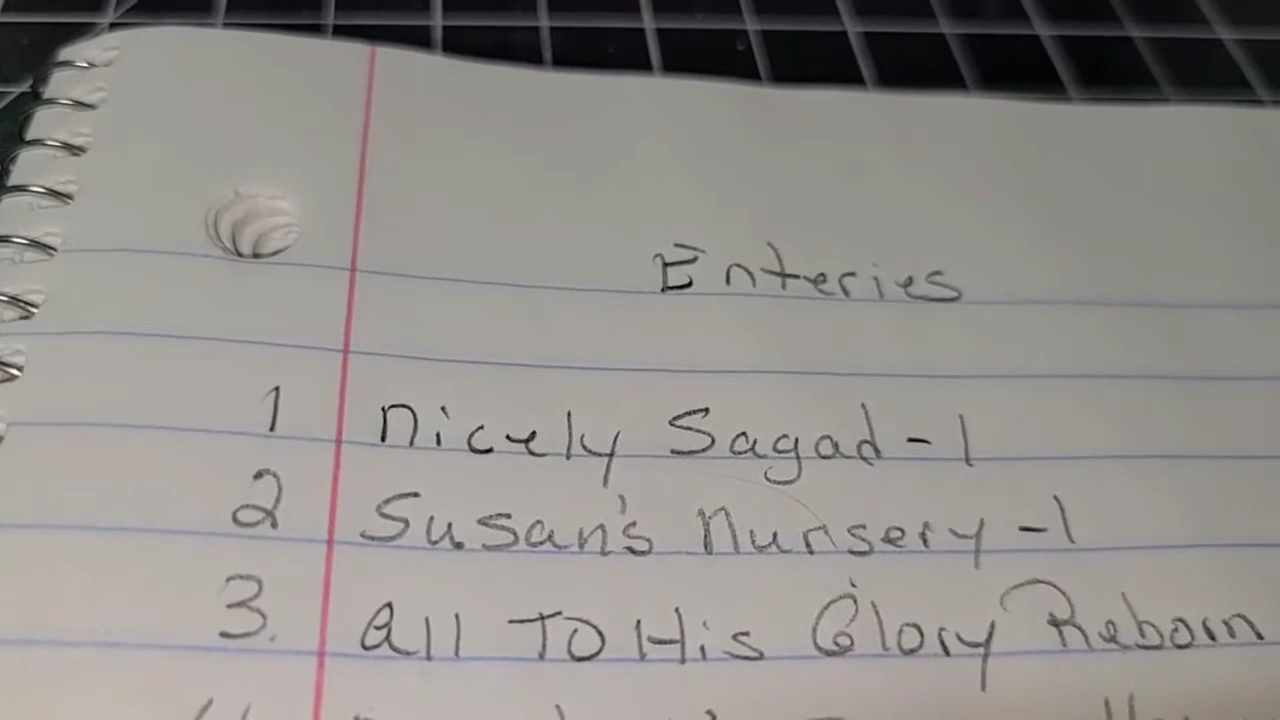 Enteries
1 Nicely Sagad-1
2 Susan's Nursery-1
3. All To His Glory Reborn